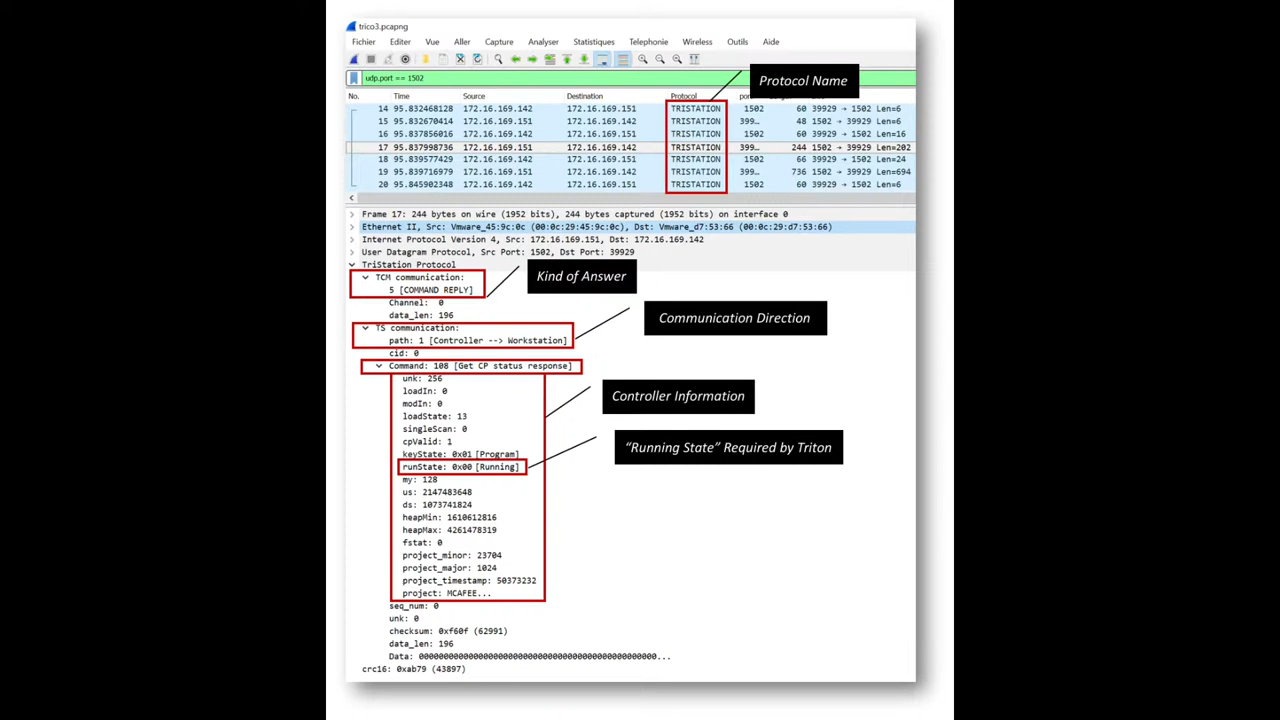 trico3.pcapng
Fichier Editer Vue Aller Capture Analyser Statistiques Telephonie Wireless Outils Aide
udp.port == 1502
Protocol Name
No. Time Source Destination Protocol
14 95.832468128 172.16.169.142 172.16.169.151 TRISTATION 1502 60 39929 → 1502 Len=6
15 95.832670414 172.16.169.151 172.16.169.142 TRISTATION 399… 48 1502 → 39929 Len=6
16 95.837856016 172.16.169.142 172.16.169.151 TRISTATION 1502 60 39929 → 1502 Len=16
17 95.837998736 172.16.169.151 172.16.169.142 TRISTATION 399… 244 1502 → 39929 Len=202
18 95.839577429 172.16.169.142 172.16.169.151 TRISTATION 1502 66 39929 → 1502 Len=24
19 95.839716979 172.16.169.151 172.16.169.142 TRISTATION 399… 736 1502 → 39929 Len=694
20 95.845902348 172.16.169.142 172.16.169.151 TRISTATION 1502 60 39929 → 1502 Len=6
Frame 17: 244 bytes on wire (1952 bits), 244 bytes captured (1952 bits) on interface 0
Ethernet II, Src: Vmware_45:9c:0c (00:0c:29:45:9c:0c), Dst: Vmware_d7:53:66 (00:0c:29:d7:53:66)
Internet Protocol Version 4, Src: 172.16.169.151, Dst: 172.16.169.142
User Datagram Protocol, Src Port: 1502, Dst Port: 39929
TriStation Protocol
TCM communication:
Kind of Answer
5 [COMMAND REPLY]
Channel: 0
data_len: 196
Communication Direction
TS communication:
path: 1 [Controller --> Workstation]
cid: 0
Command: 108 [Get CP status response]
unk: 256
loadIn: 0
Controller Information
modIn: 0
loadState: 13
singleScan: 0
cpValid: 1
“Running State” Required by Triton
keyState: 0x01 [Program]
runState: 0x00 [Running]
my: 128
us: 2147483648
ds: 1073741824
heapMin: 1610612816
heapMax: 4261478319
fstat: 0
project_minor: 23704
project_major: 1024
project_timestamp: 50373232
project: MCAFEE...
seq_num: 0
unk: 0
checksum: 0xf60f (62991)
data_len: 196
Data: 00000000000000000000000000000000000000000000000000…
crc16: 0xab79 (43897)